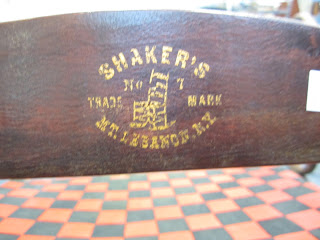 SHAKER'S
No 7
TRADE MARK
MT. LEBANON. N.Y.